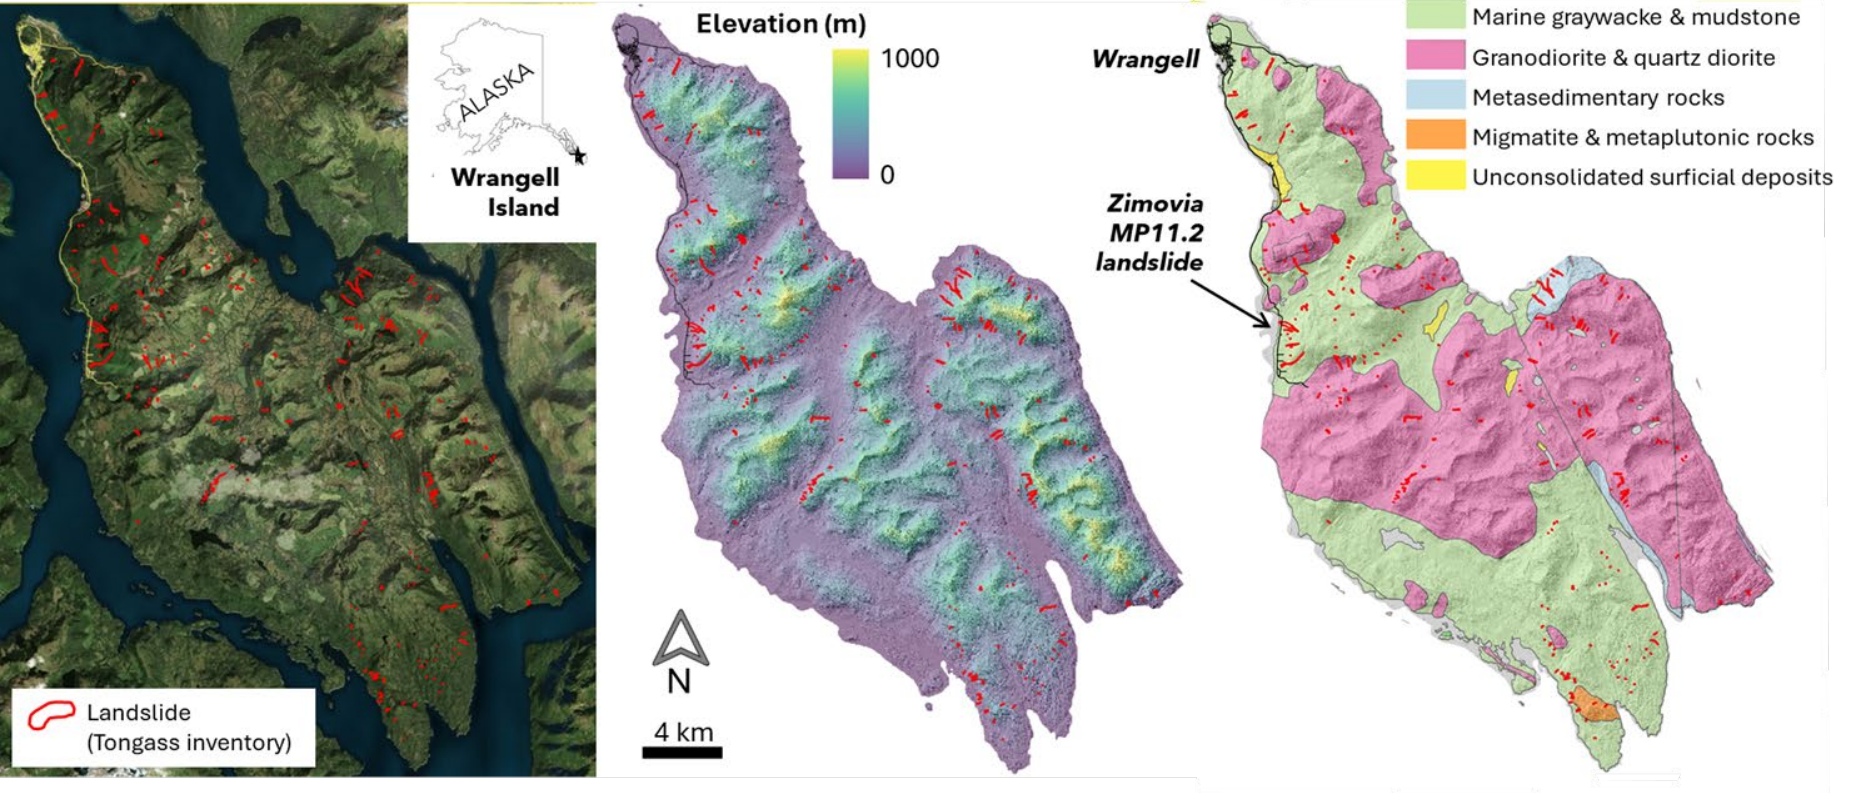 ALASKA
Wrangell
Island
Landslide
(Tongass inventory)
Elevation (m)
1000
0
N
4 km
Wrangell
Zimovia
MP11.2
landslide
Marine graywacke & mudstone
Granodiorite & quartz diorite
Metasedimentary rocks
Migmatite & metaplutonic rocks
Unconsolidated surficial deposits